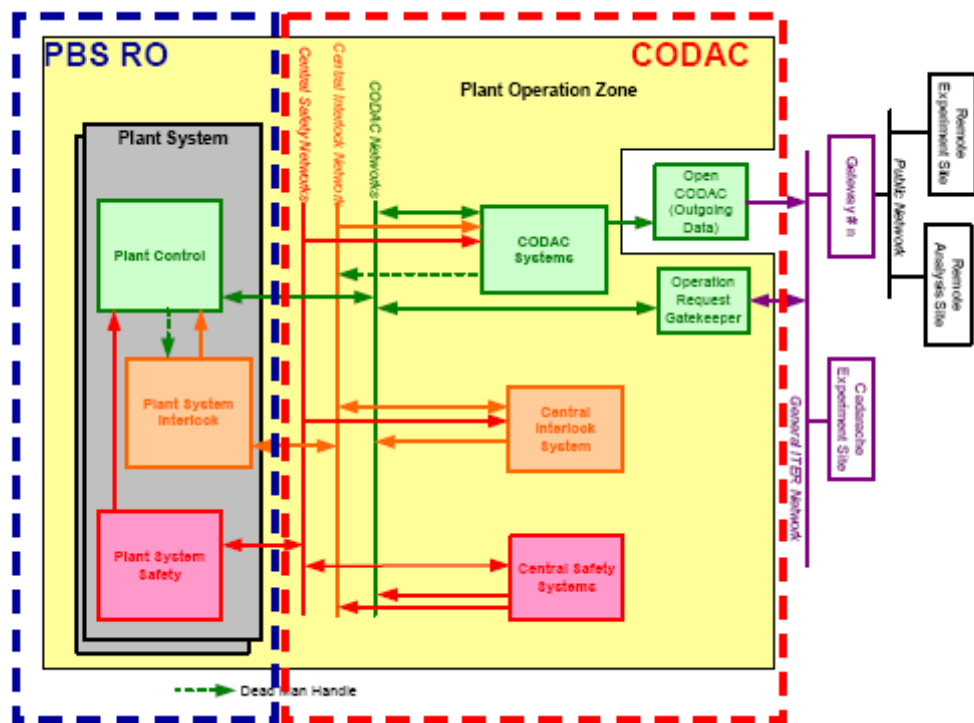 PBS RO
CODAC
Central Safety Networks
Central Interlock Network
CODAC Networks
Plant Operation Zone
Plant System
Plant Control
Plant System
Interlook
Plant System
Safety
CODAC
Systems
Open
CODAC
(Outgoing
Data)
Operation
Request
Gatekeeper
Central
Interlook
System
Central Safety
Systems
General ITER Network
Gateway # n
Public Network
Remote
Experiment Site
Remote
Analysis Site
Cadarache
Experiment Site
Dead Man Handle